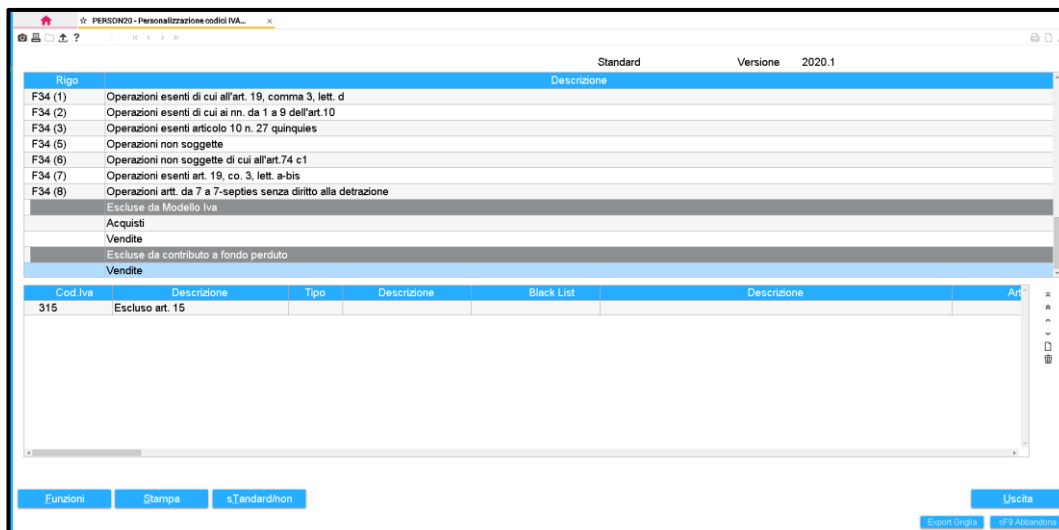 PERSON20 - Personalizzazione codici IVA...
Standard Versione 2020.1
Rigo Descrizione
F34 (1) Operazioni esenti di cui all'art. 19, comma 3, lett. d
F34 (2) Operazioni esenti di cui ai nn. da 1 a 9 dell'art.10
F34 (3) Operazioni esenti articolo 10 n. 27 quinquies
F34 (5) Operazioni non soggette
F34 (6) Operazioni non soggette di cui all'art.74 c1
F34 (7) Operazioni esenti art. 19, co. 3, lett. a-bis
F34 (8) Operazioni artt. da 7 a 7-septies senza diritto alla detrazione
Escluse da Modello Iva
Acquisti
Vendite
Escluse da contributo a fondo perduto
Vendite
Cod.Iva Descrizione Tipo Descrizione Black List Descrizione Art
315 Escluso art. 15
Funzioni Stampa sTandard/non Uscita
Export Griglia sF9 Abbandona